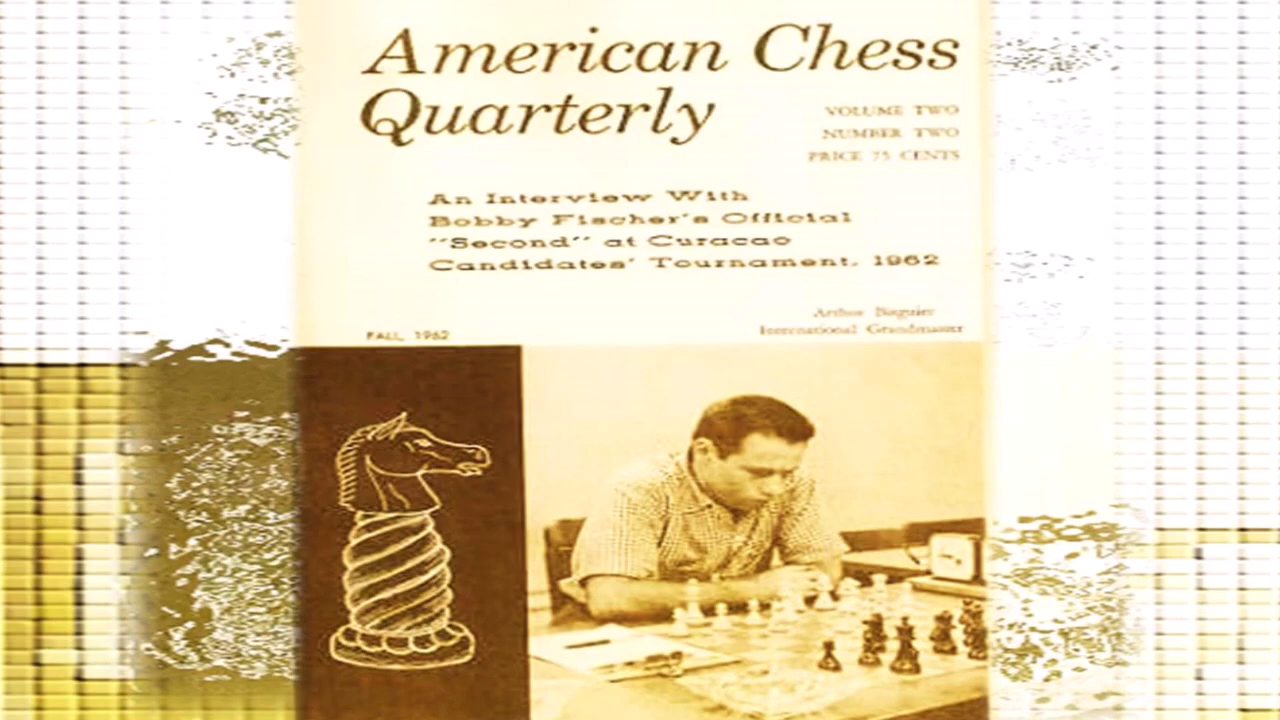 American Chess
Quarterly
VOLUME TWO
NUMBER TWO
PRICE 75 CENTS
An Interview With
Bobby Fischer's Official
"Second" at Curacao
Candidates' Tournament, 1962
Arthur Bisguier
International Grandmaster
FALL, 1962